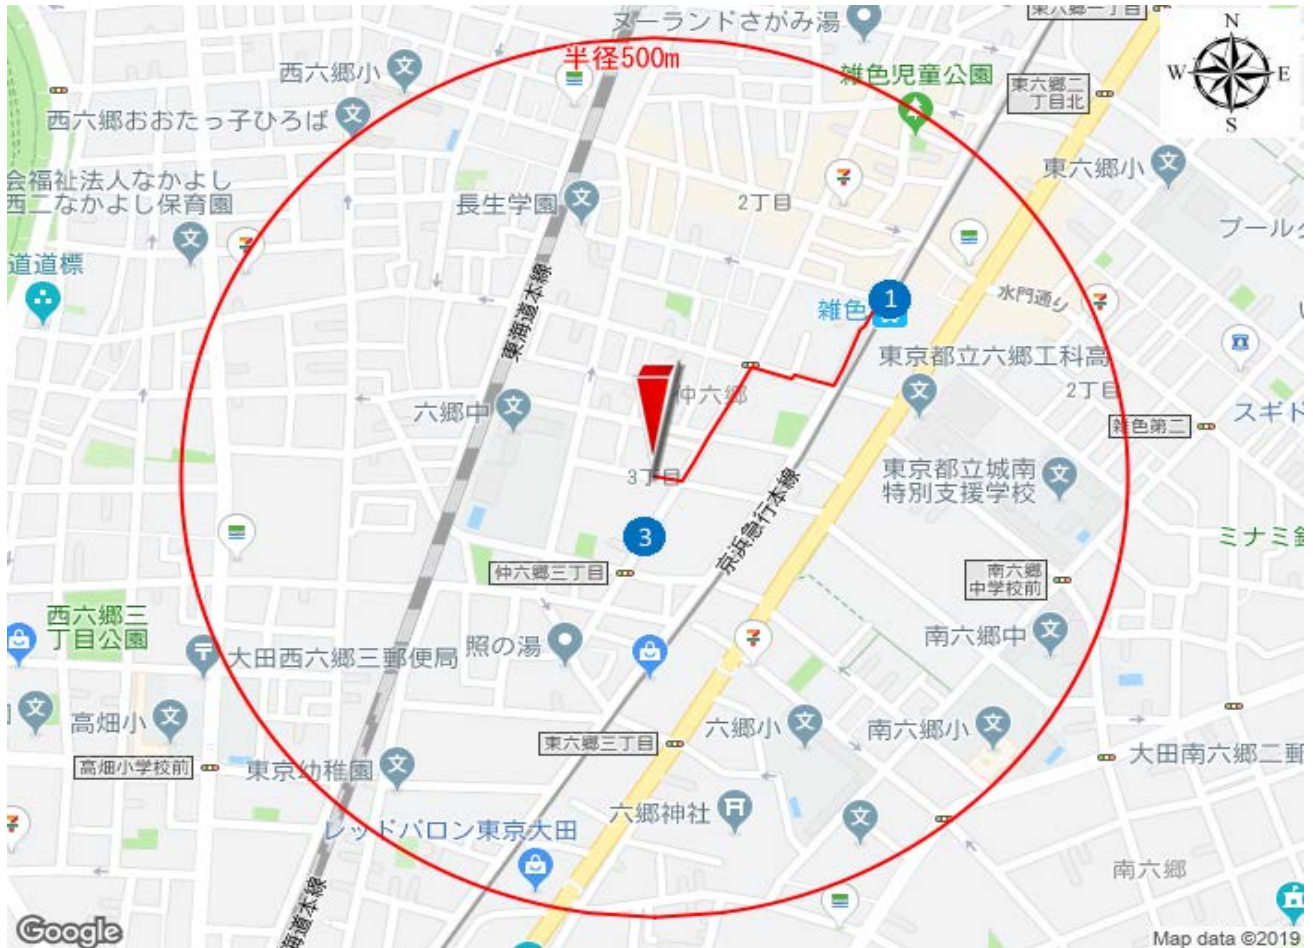 ヌーランドさがみ湯
東六郷一丁目
N
W
E
S
半径500m
西六郷小
雑色児童公園
東六郷二
丁目北
西六郷おおたっ子ひろば
東六郷小
会福祉法人なかよし
西二なかよし保育園
長生学園
2丁目
道道標
東海道本線
水門通り
1
雑色
東京都立六郷工科高
仲六郷
2丁目
六郷中
雑色第二
3丁目
東京都立城南
特別支援学校
京浜急行本線
3
仲六郷三丁目
南六郷
中学校前
西六郷三
丁目公園
照の湯
南六郷中
大田西六郷三郵便局
高畑小
六郷小
南六郷小
東六郷三丁目
高畑小学校前
東京幼稚園
大田南六郷二郵
六郷神社
レッドバロン東京大田
南六郷
海道本線
Google
Map data ©2019